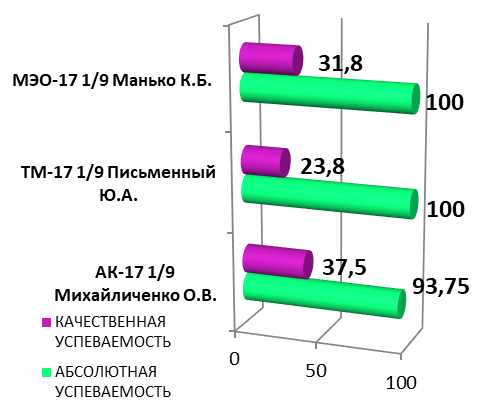 МЭО-17 1/9 Манько К.Б.
31,8
100
ТМ-17 1/9 Письменный
Ю.А.
23,8
100
АК-17 1/9
Михайличенко О.В.
37,5
93,75
КАЧЕСТВЕННАЯ
УСПЕВАЕМОСТЬ
АБСОЛЮТНАЯ
УСПЕВАЕМОСТЬ
0
50
100